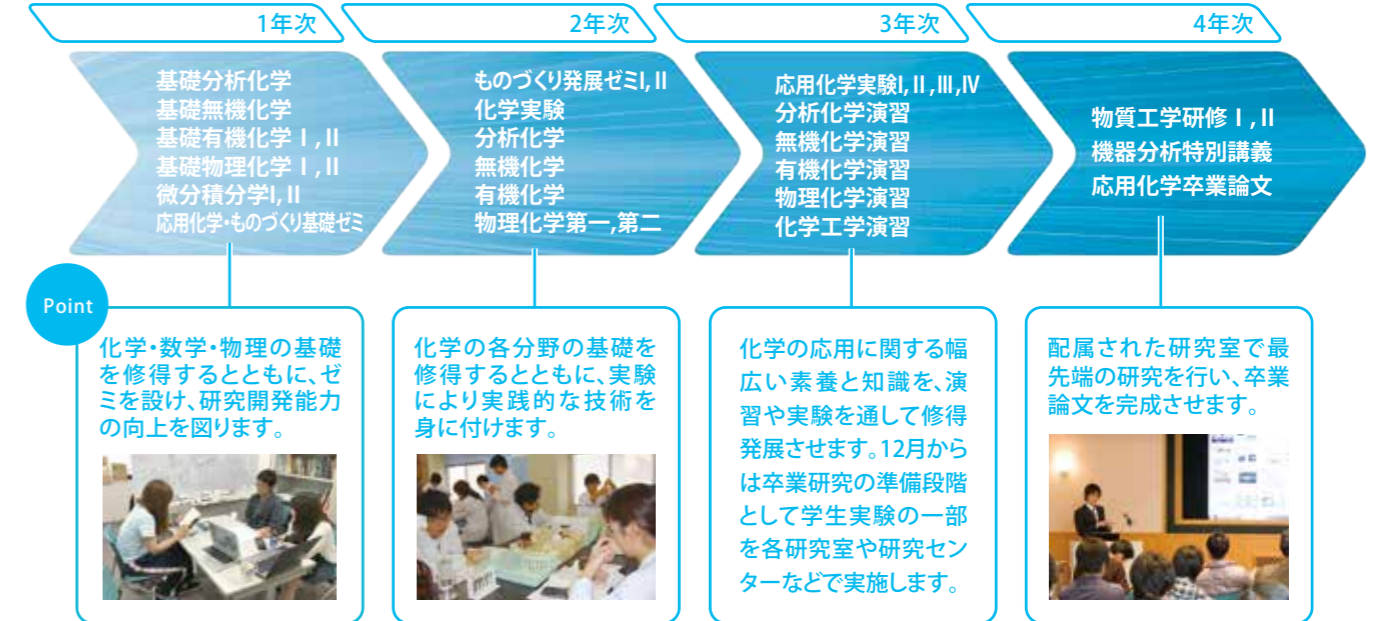 1年次
基礎分析化学
基礎無機化学
基礎有機化学Ⅰ,Ⅱ
基礎物理化学Ⅰ,Ⅱ
微分積分学Ⅰ,Ⅱ
応用化学・ものづくり基礎ゼミ
2年次
ものづくり発展ゼミⅠ,Ⅱ
化学実験
分析化学
無機化学
有機化学
物理化学第一,第二
3年次
応用化学実験Ⅰ,Ⅱ,Ⅲ,Ⅳ
分析化学演習
無機化学演習
有機化学演習
物理化学演習
化学工学演習
4年次
物質工学研修Ⅰ,Ⅱ
機器分析特別講義
応用化学卒業論文
Point
化学・数学・物理の基礎
を修得するとともに、ゼ
ミを設け、研究開発能力
の向上を図ります。
化学の各分野の基礎を
修得するとともに、実験
により実践的な技術を
身に付けます。
化学の応用に関する幅
広い素養と知識を、演
習や実験を通して修得
発展させます。12月から
は卒業研究の準備段階
として学生実験の一部
を各研究室や研究セン
ターなどで実施します。
配属された研究室で最
先端の研究を行い、卒業
論文を完成させます。